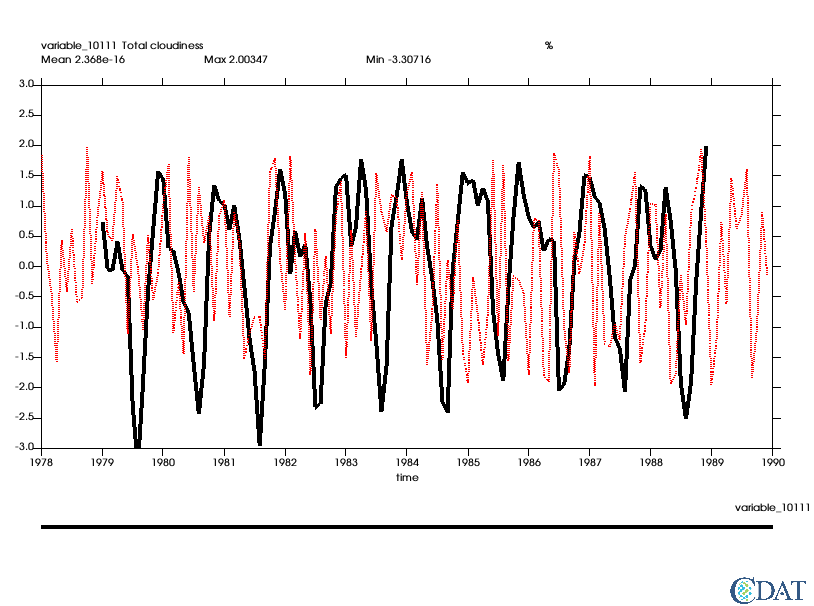 variable_10111 Total cloudiness %
Mean 2.368e-16 Max 2.00347 Min -3.30716
3.0
2.5
2.0
1.5
1.0
0.5
0.0
-0.5
-1.0
-1.5
-2.0
-2.5
-3.0
1978 1979 1980 1981 1982 1983 1984 1985 1986 1987 1988 1989 1990
time
variable_10111
CDAT